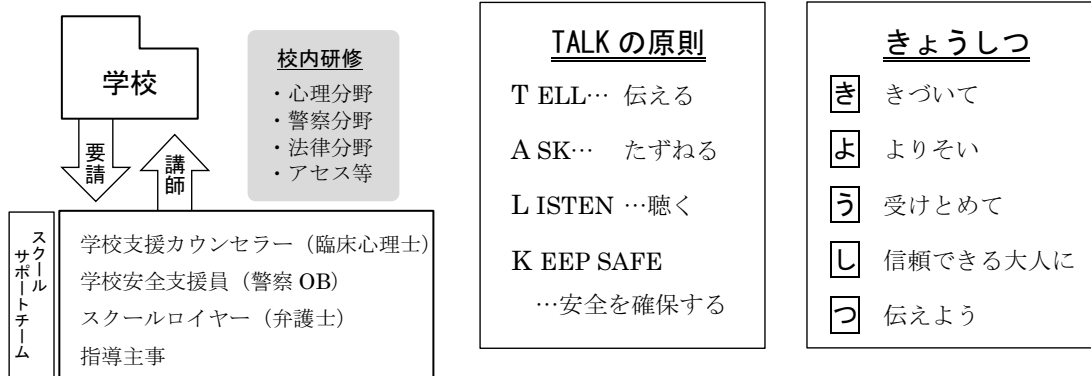 学校
校内研修
・心理分野
・警察分野
・法律分野
・アセス等
要請
講師
スクール
サポートチーム
学校支援カウンセラー（臨床心理士）
学校安全支援員（警察 OB）
スクールロイヤー（弁護士）
指導主事
TALK の原則
T ELL… 伝える
A SK… たずねる
L ISTEN …聴く
K EEP SAFE
…安全を確保する
きょうしつ
き きづいて
よ よりそい
う 受けとめて
し 信頼できる大人に
つ 伝えよう